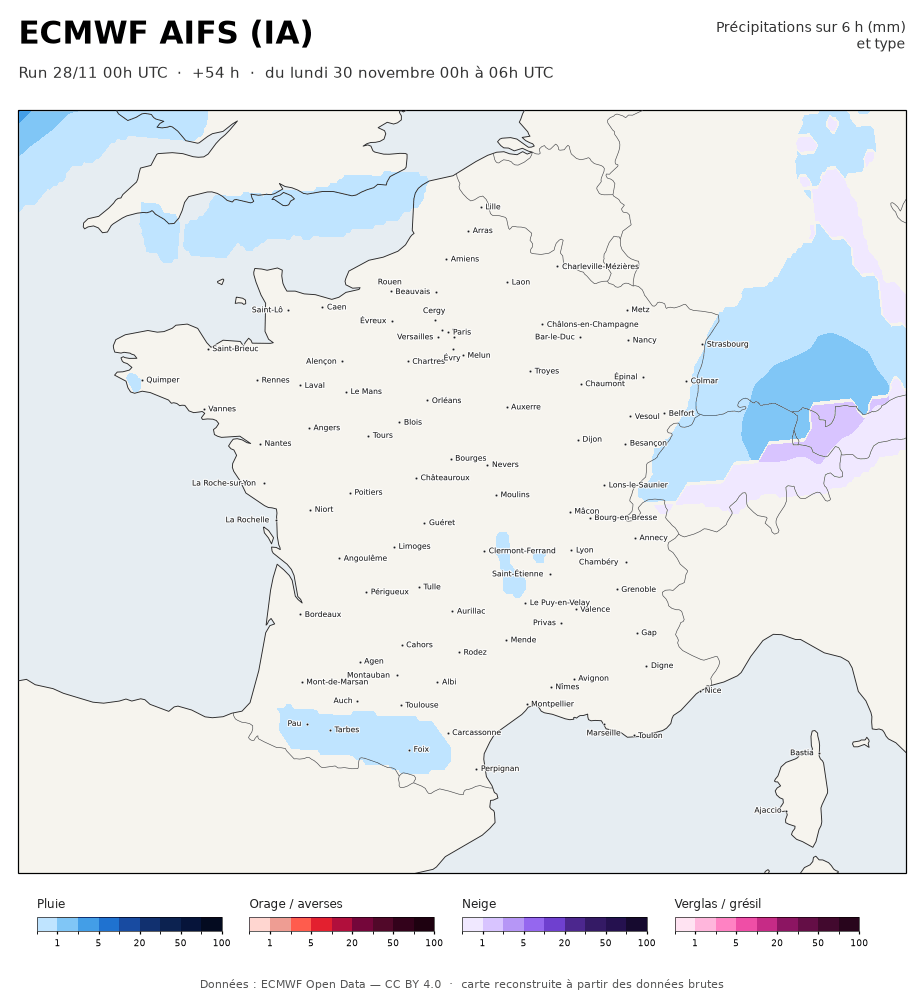 ECMWF AIFS (IA)
Précipitations sur 6 h (mm)
et type
Run 28/11 00h UTC · +54 h · du lundi 30 novembre 00h à 06h UTC
Lille
Arras
Amiens
Charleville-Mézières
Rouen
Laon
Beauvais
Saint-Lô
Caen
Cergy
Metz
Évreux
Châlons-en-Champagne
Versailles
Paris
Bar-le-Duc
Nancy
Strasbourg
Saint-Brieuc
Évry
Melun
Alençon
Chartres
Troyes
Épinal
Quimper
Rennes
Laval
Chaumont
Colmar
Le Mans
Orléans
Vannes
Auxerre
Vesoul
Belfort
Angers
Blois
Tours
Nantes
Dijon
Besançon
Bourges
Nevers
Châteauroux
La Roche-sur-Yon
Lons-le-Saunier
Poitiers
Moulins
Niort
Mâcon
La Rochelle
Guéret
Bourg-en-Bresse
Annecy
Limoges
Clermont-Ferrand
Lyon
Angoulême
Chambéry
Saint-Étienne
Périgueux
Tulle
Grenoble
Le Puy-en-Velay
Bordeaux
Aurillac
Valence
Privas
Gap
Cahors
Mende
Rodez
Agen
Digne
Montauban
Mont-de-Marsan
Albi
Avignon
Nîmes
Nice
Auch
Toulouse
Montpellier
Pau
Tarbes
Carcassonne
Marseille
Toulon
Foix
Bastia
Perpignan
Ajaccio
Pluie
Orage / averses
Neige
Verglas / grésil
1 5 20 50 100
1 5 20 50 100
1 5 20 50 100
1 5 20 50 100
Données : ECMWF Open Data — CC BY 4.0 · carte reconstruite à partir des données brutes